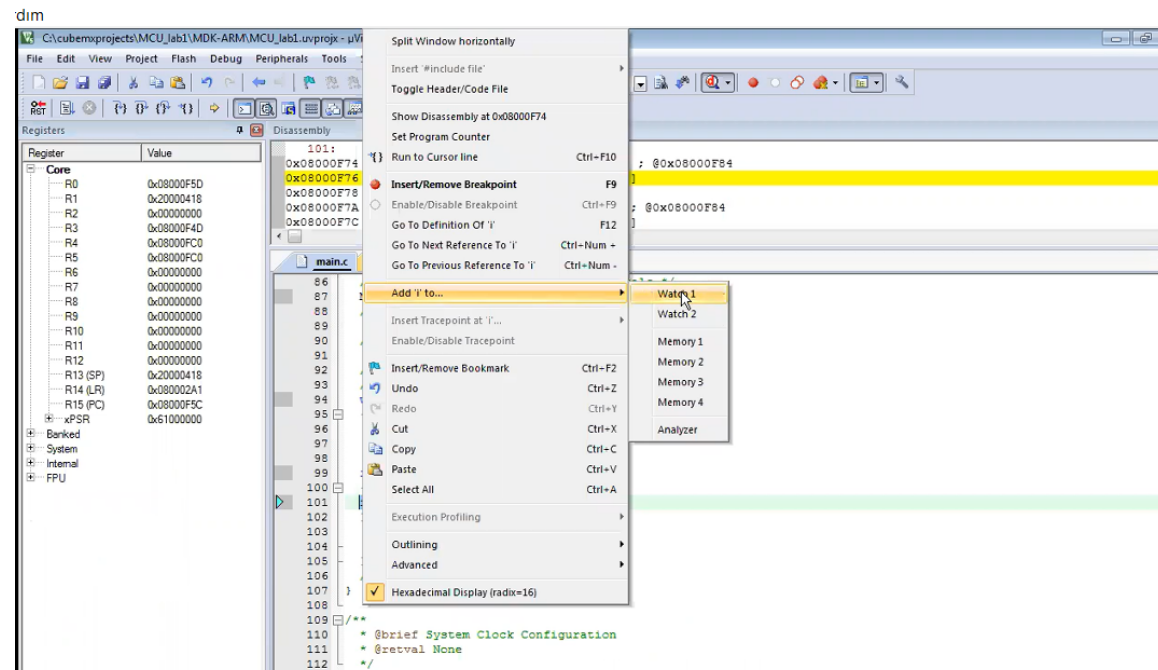 dım
C:\cubemxprojects\MCU_lab1\MDK-ARM\MCU_lab1.uvprojx - µVi
File Edit View Project Flash Debug Peripherals Tools
Registers
Register Value
Core
R0 0x08000F5D
R1 0x20000418
R2 0x00000000
R3 0x08000F4D
R4 0x08000FC0
R5 0x08000FC0
R6 0x00000000
R7 0x00000000
R8 0x00000000
R9 0x00000000
R10 0x00000000
R11 0x00000000
R12 0x00000000
R13 (SP) 0x20000418
R14 (LR) 0x080002A1
R15 (PC) 0x08000F5C
xPSR 0x61000000
Banked
System
Internal
FPU
Disassembly
101:
0x08000F74 ; @0x08000F84
0x08000F76 ]
0x08000F78
0x08000F7A ; @0x08000F84
0x08000F7C ]
main.c
86
87
88
89
90
91
92
93
94
95
96
97
98
99
100
101
102
103
104
105
106
107 }
108
109 /**
110 * @brief System Clock Configuration
111 * @retval None
112 */
Split Window horizontally
Insert '#include file'
Toggle Header/Code File
Show Disassembly at 0x08000F74
Set Program Counter
Run to Cursor line Ctrl+F10
Insert/Remove Breakpoint F9
Enable/Disable Breakpoint Ctrl+F9
Go To Definition Of 'i' F12
Go To Next Reference To 'i' Ctrl+Num +
Go To Previous Reference To 'i' Ctrl+Num -
Add 'i' to...
Insert Tracepoint at 'i'...
Enable/Disable Tracepoint
Insert/Remove Bookmark Ctrl+F2
Undo Ctrl+Z
Redo Ctrl+Y
Cut Ctrl+X
Copy Ctrl+C
Paste Ctrl+V
Select All Ctrl+A
Execution Profiling
Outlining
Advanced
Hexadecimal Display (radix=16)
Watch 1
Watch 2
Memory 1
Memory 2
Memory 3
Memory 4
Analyzer